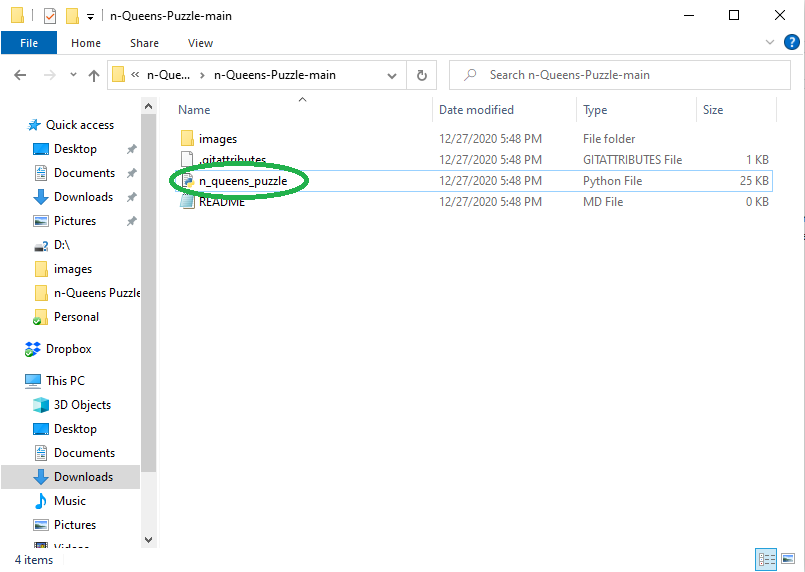 n-Queens-Puzzle-main
File Home Share View
n-Que... n-Queens-Puzzle-main Search n-Queens-Puzzle-main
Name Date modified Type Size
images 12/27/2020 5:48 PM File folder
.gitattributes 12/27/2020 5:48 PM GITATTRIBUTES File 1 KB
n_queens_puzzle 12/27/2020 5:48 PM Python File 25 KB
README 12/27/2020 5:48 PM MD File 0 KB
Quick access
Desktop
Documents
Downloads
Pictures
D:\
images
n-Queens Puzzle
Personal
Dropbox
This PC
3D Objects
Desktop
Documents
Downloads
Music
Pictures
Videos
4 items